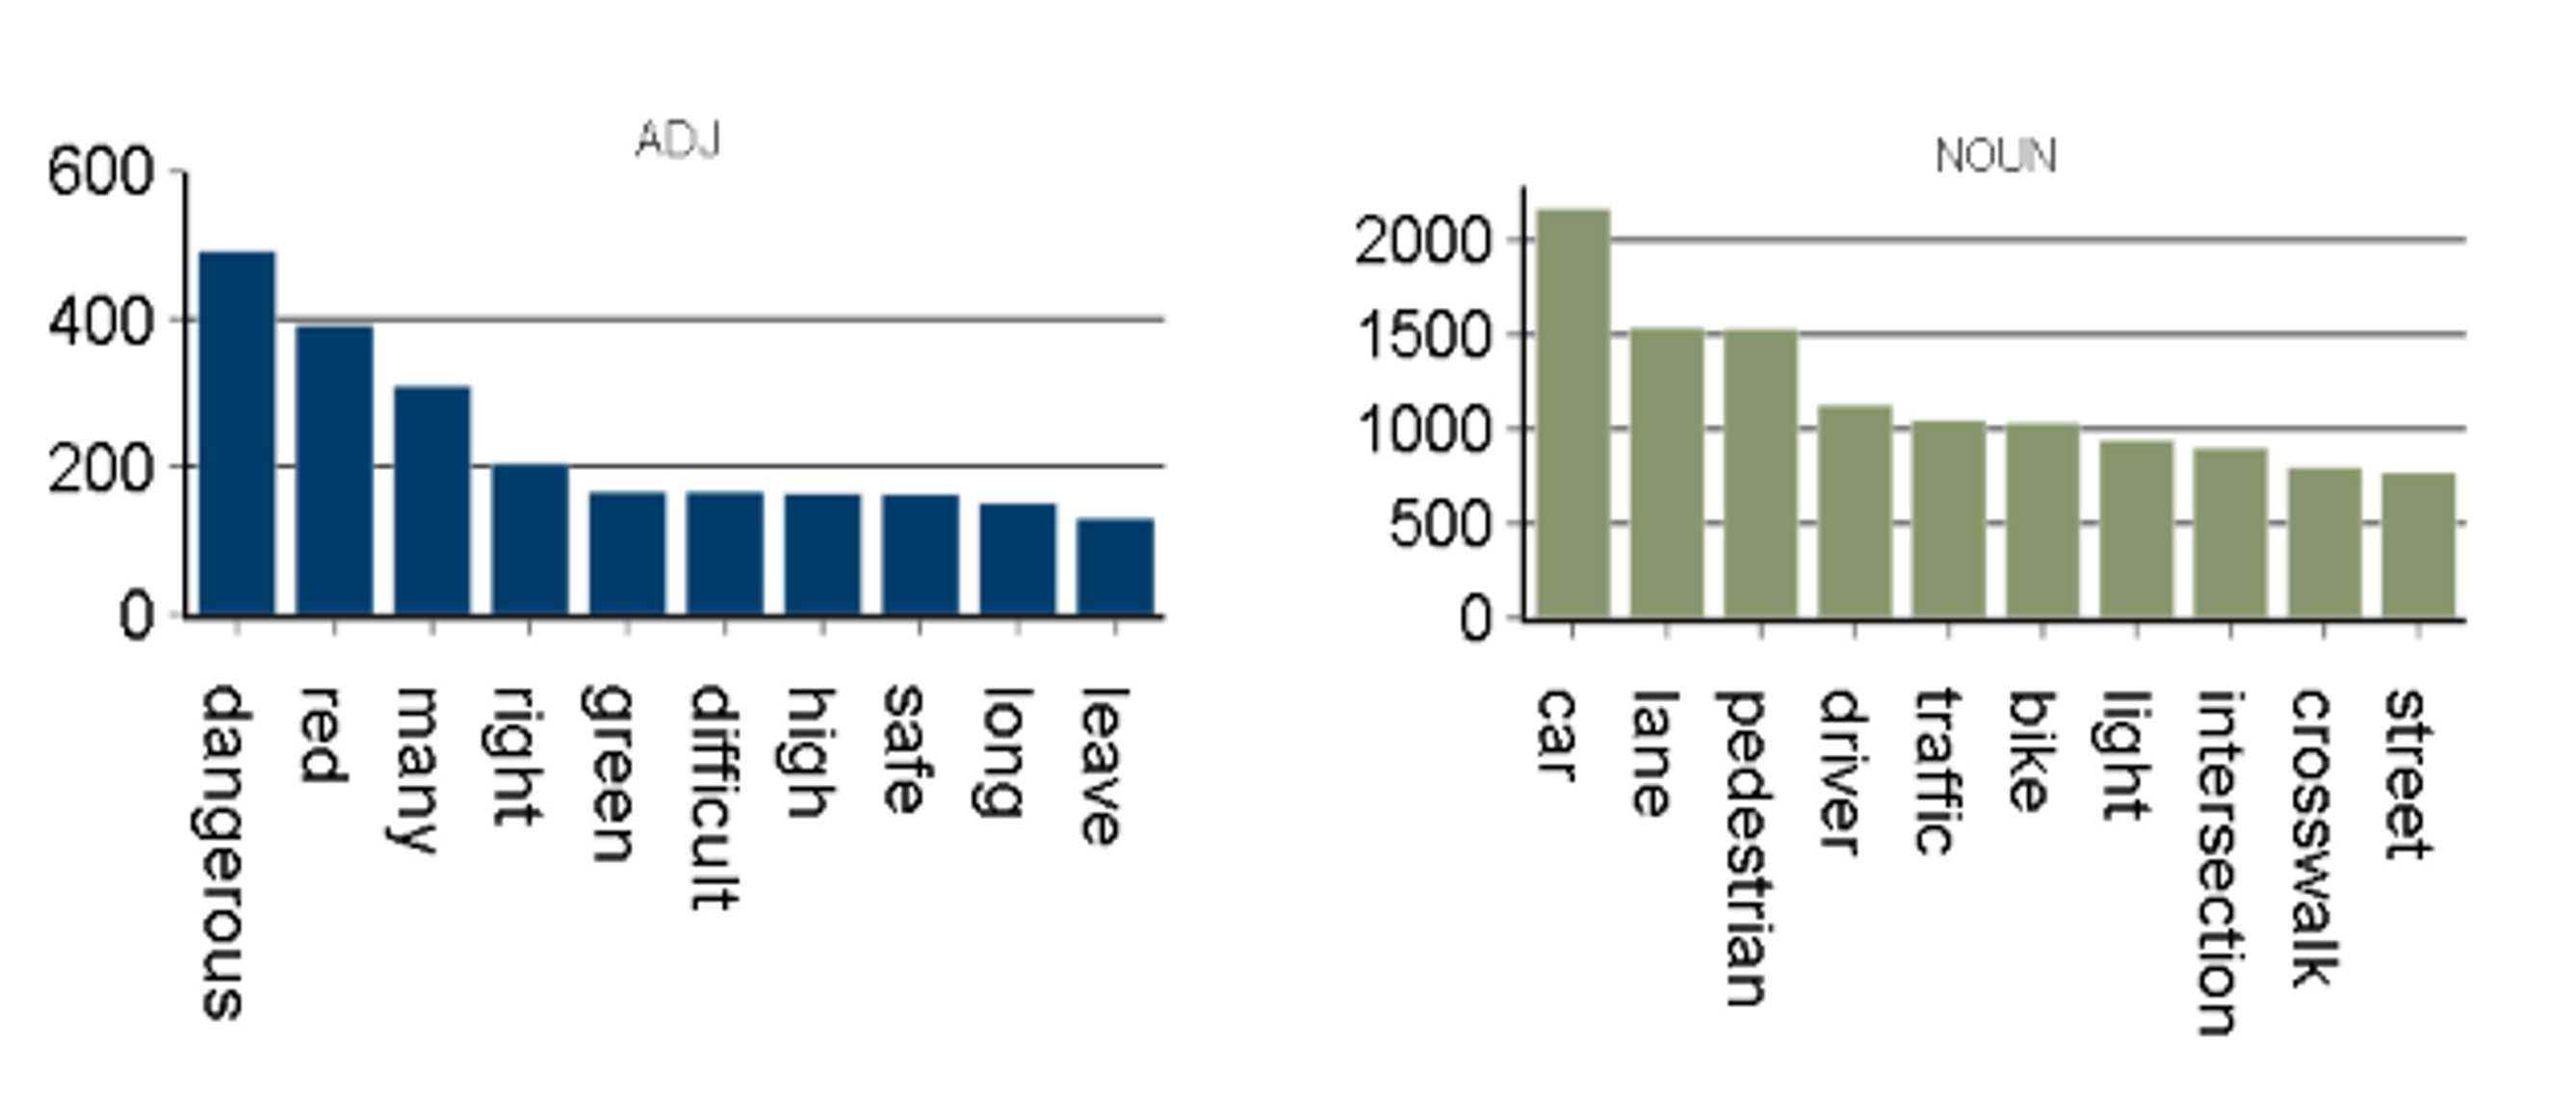 ADJ
600
400
200
0
dangerous
red
many
right
green
difficult
high
safe
long
leave
NOUN
2000
1500
1000
500
0
car
lane
pedestrian
driver
traffic
bike
light
intersection
crosswalk
street